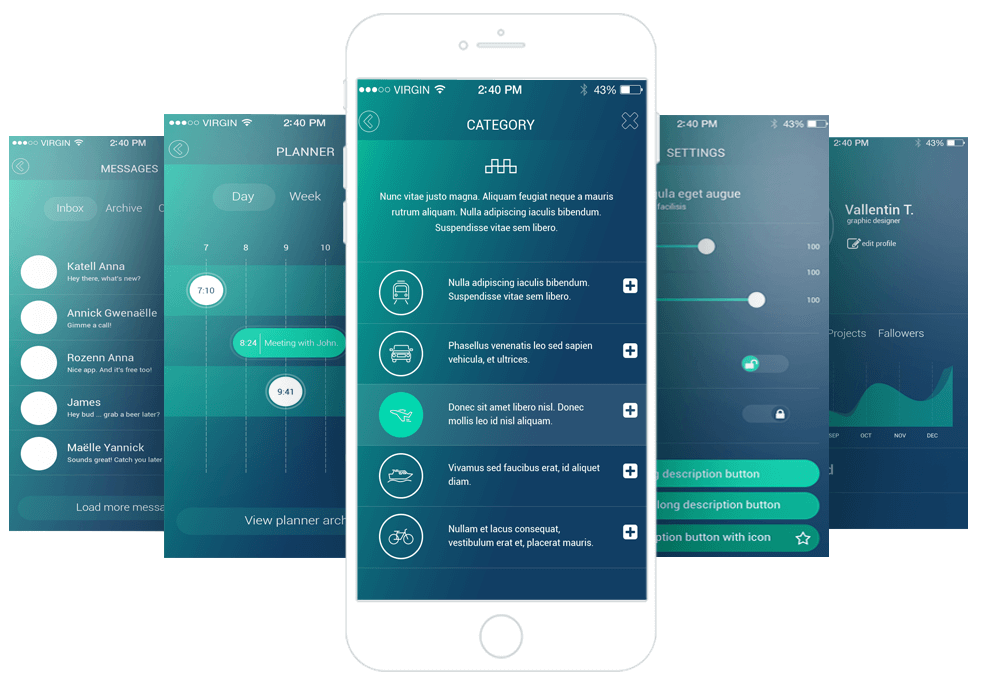 VIRGIN 2:40 PM
MESSAGES
Inbox Archive
Katell Anna
Hey there, what's new?
Annick Gwenaëlle
Gimme a call!
Rozenn Anna
Nice app. And it's free too!
James
Hey bud ... grab a beer later?
Maëlle Yannick
Sounds great! Catch you later
Load more messa
VIRGIN 2:40 PM
PLANNER
Day Week
7 8 9 10
7:10
8:24 Meeting with John.
9:41
View planner arch
VIRGIN 2:40 PM 43%
CATEGORY
Nunc vitae justo magna. Aliquam feugiat neque a mauris
rutrum aliquam. Nulla adipiscing iaculis bibendum.
Suspendisse vitae sem libero.
Nulla adipiscing iaculis bibendum.
Suspendisse vitae sem libero.
Phasellus venenatis leo sed sapien
vehicula, et ultrices.
Donec sit amet libero nisl. Donec
mollis leo id nisl aliquam.
Vivamus sed faucibus erat, id aliquet
diam.
Nullam et lacus consequat,
vestibulum erat et, placerat mauris.
2:40 PM 43%
SETTINGS
gula eget augue
facilisis
100
100
100
g description button
long description button
ption button with icon
2:40 PM 43%
Vallentin T.
graphic designer
edit profile
Projects Fallowers
SEP OCT NOV DEC
d